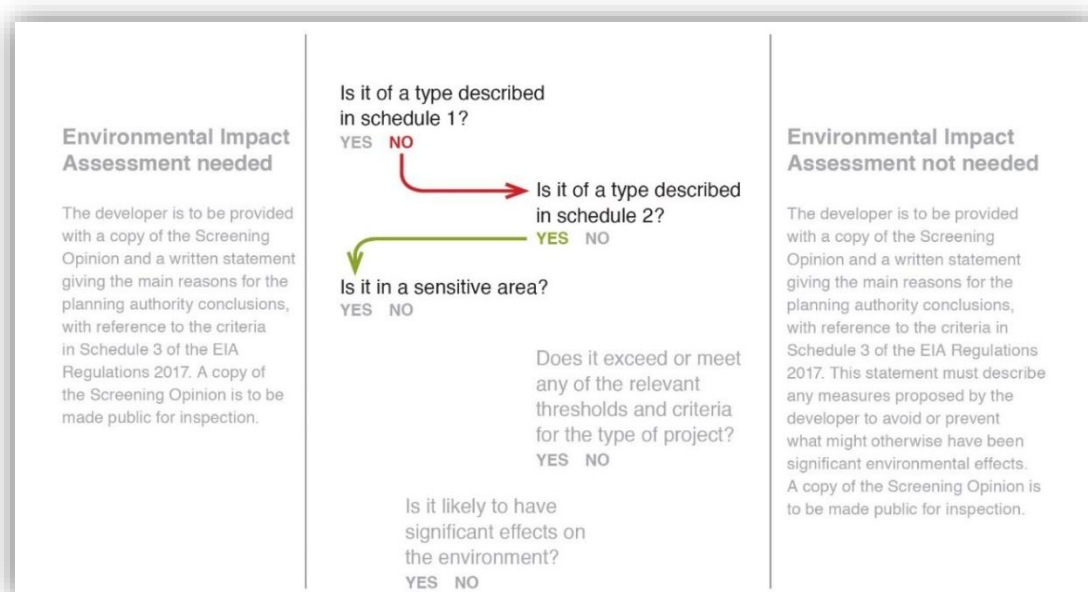 Environmental Impact
Assessment needed
The developer is to be provided
with a copy of the Screening
Opinion and a written statement
giving the main reasons for the
planning authority conclusions,
with reference to the criteria
in Schedule 3 of the EIA
Regulations 2017. A copy of
the Screening Opinion is to be
made public for inspection.
Is it of a type described
in schedule 1?
YES NO
Is it of a type described
in schedule 2?
YES NO
Is it in a sensitive area?
YES NO
Does it exceed or meet
any of the relevant
thresholds and criteria
for the type of project?
YES NO
Is it likely to have
significant effects on
the environment?
YES NO
Environmental Impact
Assessment not needed
The developer is to be provided
with a copy of the Screening
Opinion and a written statement
giving the main reasons for the
planning authority conclusions,
with reference to the criteria in
Schedule 3 of the EIA Regulations
2017. This statement must describe
any measures proposed by the
developer to avoid or prevent
what might otherwise have been
significant environmental effects.
A copy of the Screening Opinion is
to be made public for inspection.